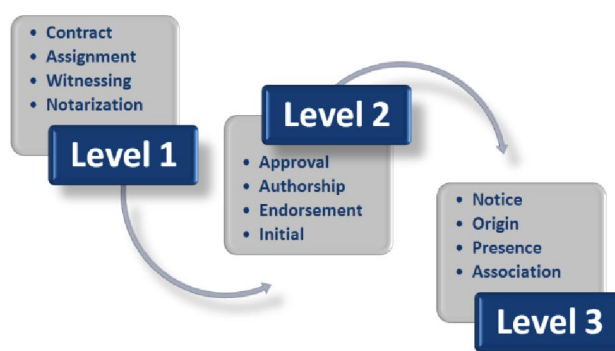 • Contract
• Assignment
• Witnessing
• Notarization
Level 1
Level 2
• Approval
• Authorship
• Endorsement
• Initial
• Notice
• Origin
• Presence
• Association
Level 3